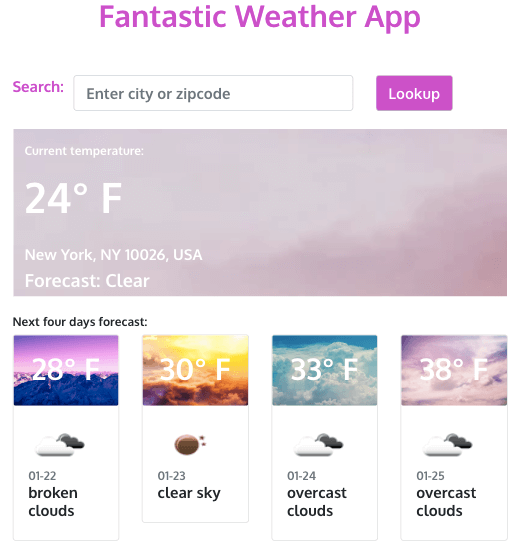 Fantastic Weather App
Search: Enter city or zipcode Lookup
Current temperature:
24° F
New York, NY 10026, USA
Forecast: Clear
Next four days forecast:
28° F
01-22
broken
clouds
30° F
01-23
clear sky
33° F
01-24
overcast
clouds
38° F
01-25
overcast
clouds